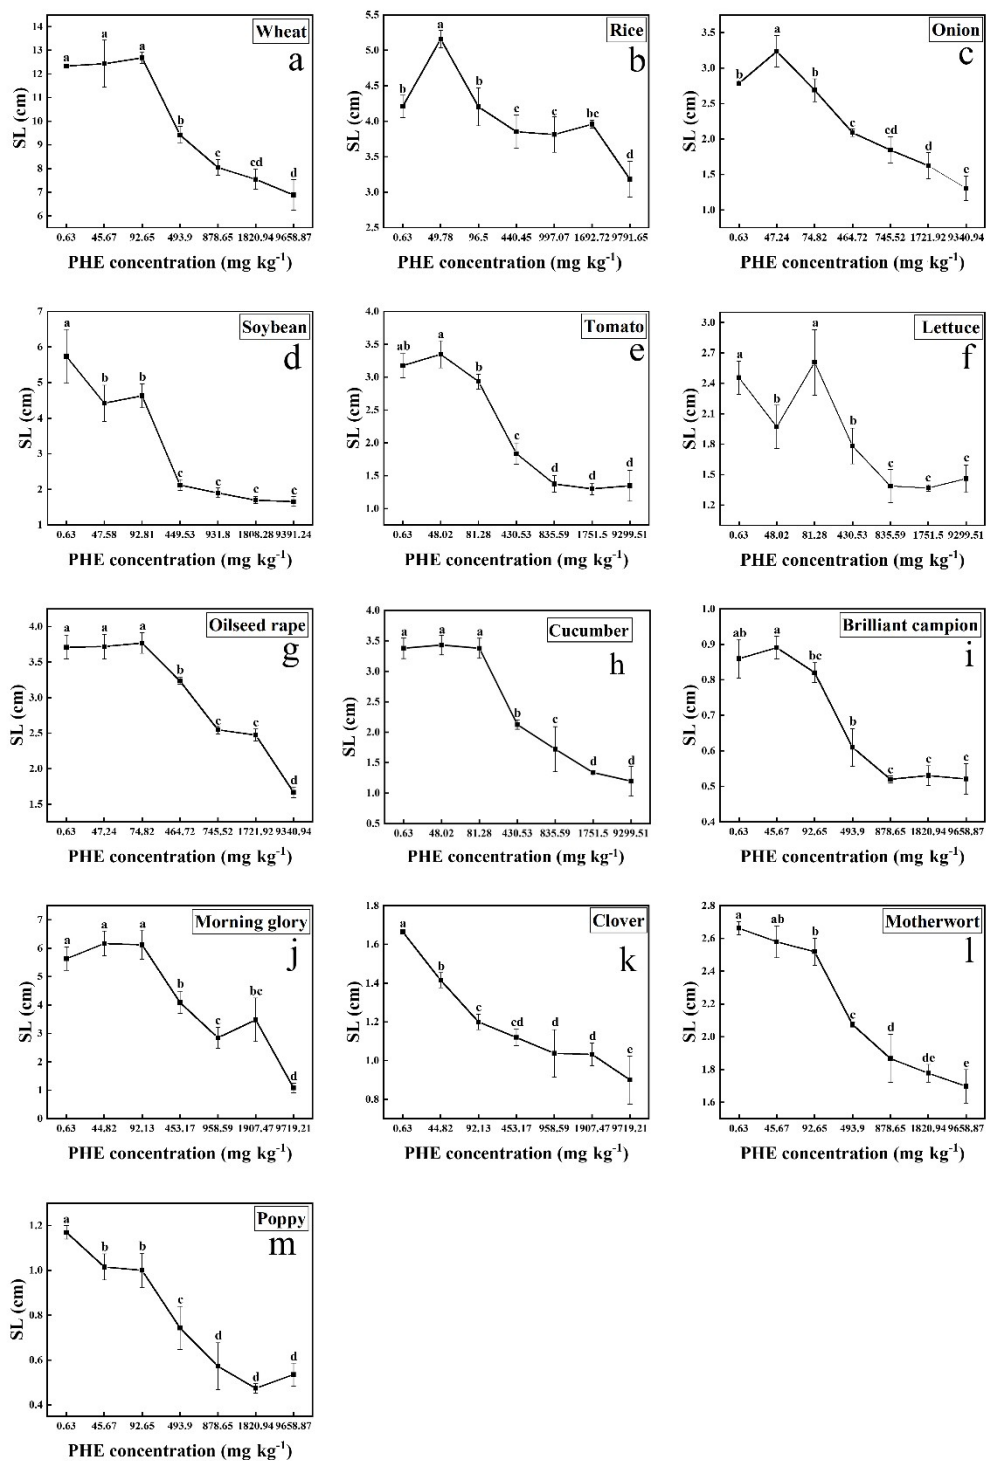 Wheat
a
SL (cm)
14
13
12
11
10
9
8
7
6
a a a b c cd d
0.63 45.67 92.65 493.9 878.65 1820.94 9658.87
PHE concentration (mg kg-1)
Rice
b
SL (cm)
5.5
5.0
4.5
4.0
3.5
3.0
2.5
b a b c c bc d
0.63 49.78 96.5 440.45 997.07 1692.72 9791.65
PHE concentration (mg kg-1)
Onion
c
SL (cm)
3.5
3.0
2.5
2.0
1.5
1.0
b a b c cd d e
0.63 47.24 74.82 464.72 745.52 1721.92 9340.94
PHE concentration (mg kg-1)
Soybean
d
SL (cm)
7
6
5
4
3
2
1
a b b c c c c
0.63 47.58 92.81 449.53 931.8 1808.28 9391.24
PHE concentration (mg kg-1)
Tomato
e
SL (cm)
4.0
3.5
3.0
2.5
2.0
1.5
1.0
ab a b c d d d
0.63 48.02 81.28 430.53 835.59 1751.5 9299.51
PHE concentration (mg kg-1)
Lettuce
f
SL (cm)
3.0
2.7
2.4
2.1
1.8
1.5
1.2
a b a b c c c
0.63 48.02 81.28 430.53 835.59 1751.5 9299.51
PHE concentration (mg kg-1)
Oilseed rape
g
SL (cm)
4.0
3.5
3.0
2.5
2.0
1.5
a a a b c c d
0.63 47.24 74.82 464.72 745.52 1721.92 9340.94
PHE concentration (mg kg-1)
Cucumber
h
SL (cm)
4.0
3.5
3.0
2.5
2.0
1.5
1.0
0.5
a a a b c d d
0.63 48.02 81.28 430.53 835.59 1751.5 9299.51
PHE concentration (mg kg-1)
Brilliant campion
i
SL (cm)
1.0
0.9
0.8
0.7
0.6
0.5
0.4
ab a bc b c c c
0.63 45.67 92.65 493.9 878.65 1820.94 9658.87
PHE concentration (mg kg-1)
Morning glory
j
SL (cm)
7
6
5
4
3
2
1
0
a a a b c bc d
0.63 44.82 92.13 453.17 958.59 1907.47 9719.21
PHE concentration (mg kg-1)
Clover
k
SL (cm)
1.8
1.6
1.4
1.2
1.0
0.8
a b c cd d d e
0.63 44.82 92.13 453.17 958.59 1907.47 9719.21
PHE concentration (mg kg-1)
Motherwort
l
SL (cm)
2.8
2.6
2.4
2.2
2.0
1.8
1.6
a ab b c d de e
0.63 45.67 92.65 493.9 878.65 1820.94 9658.87
PHE concentration (mg kg-1)
Poppy
m
SL (cm)
1.2
1.0
0.8
0.6
0.4
a b b c d d d
0.63 45.67 92.65 493.9 878.65 1820.94 9658.87
PHE concentration (mg kg-1)